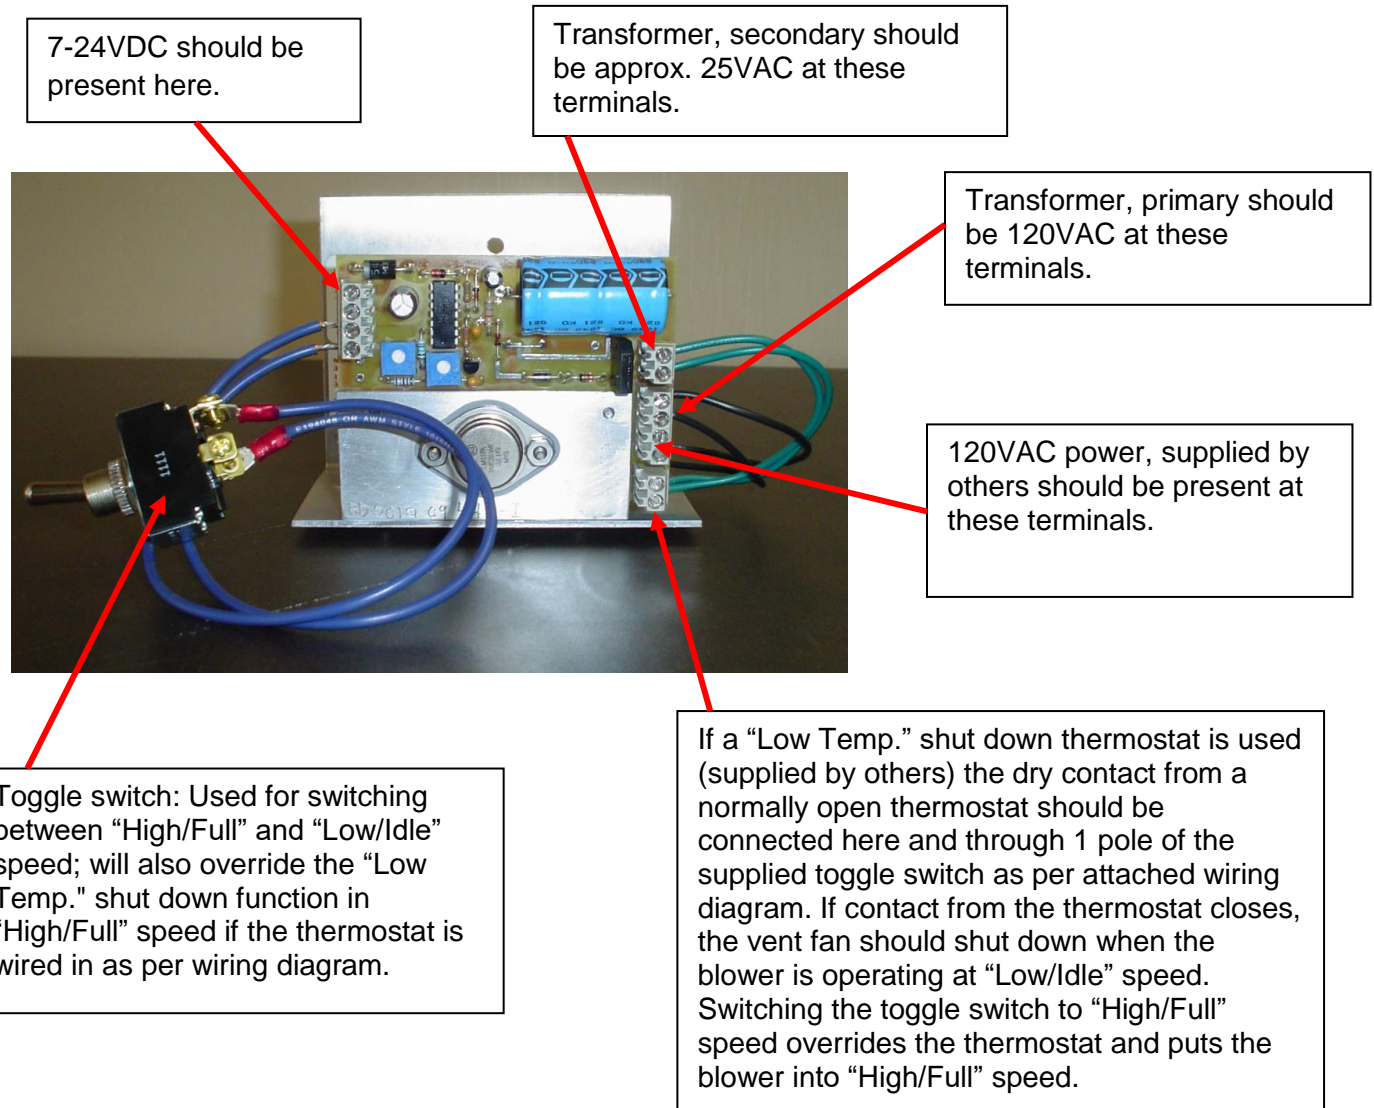 7-24VDC should be
present here.
Transformer, secondary should
be approx. 25VAC at these
terminals.
Transformer, primary should
be 120VAC at these
terminals.
120VAC power, supplied by
others should be present at
these terminals.
E194045 OR AWM STYLE
1111
Toggle switch: Used for switching
between “High/Full” and “Low/Idle”
speed; will also override the “Low
Temp." shut down function in
“High/Full” speed if the thermostat is
wired in as per wiring diagram.
If a “Low Temp.” shut down thermostat is used
(supplied by others) the dry contact from a
normally open thermostat should be
connected here and through 1 pole of the
supplied toggle switch as per attached wiring
diagram. If contact from the thermostat closes,
the vent fan should shut down when the
blower is operating at “Low/Idle” speed.
Switching the toggle switch to “High/Full”
speed overrides the thermostat and puts the
blower into “High/Full” speed.